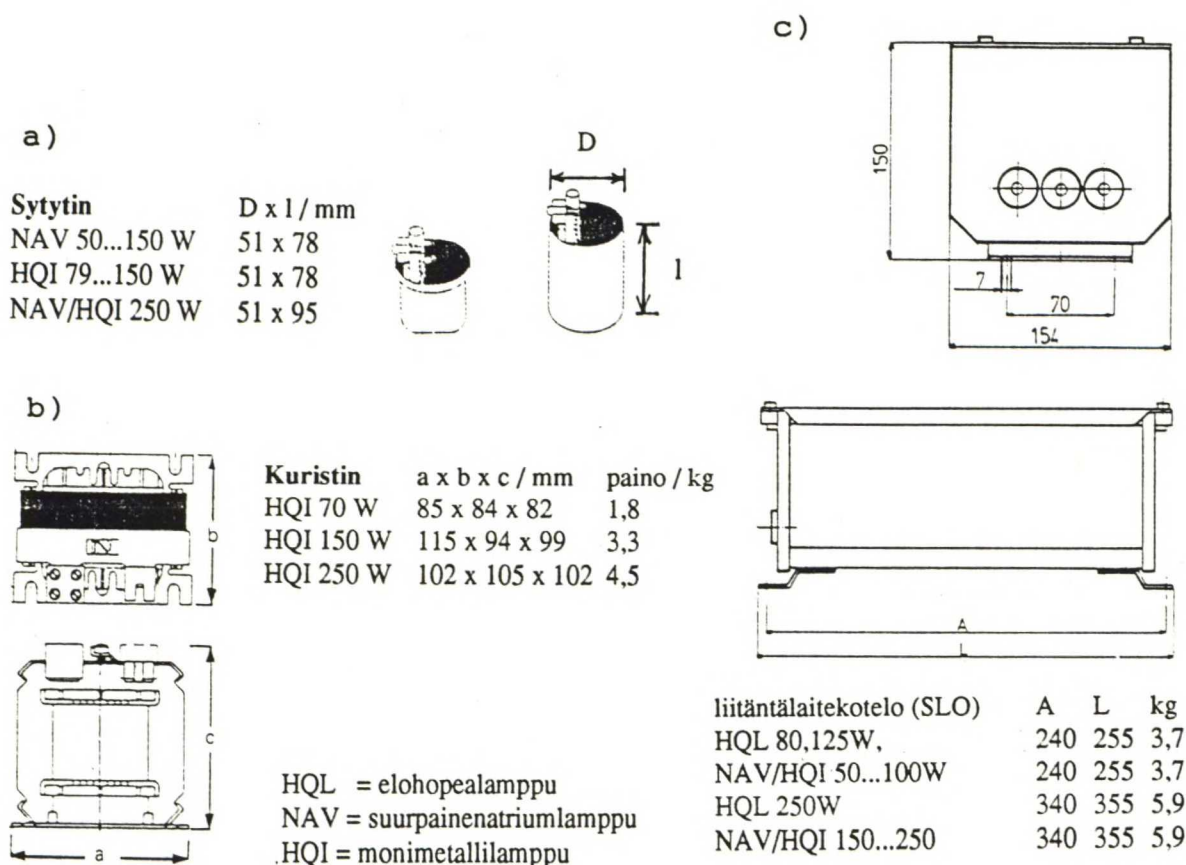 a)
D
Sytytin D x l / mm
NAV 50...150 W 51 x 78
HQI 79...150 W 51 x 78
NAV/HQI 250 W 51 x 95
l
b)
b
Kuristin a x b x c / mm paino / kg
HQI 70 W 85 x 84 x 82 1,8
HQI 150 W 115 x 94 x 99 3,3
HQI 250 W 102 x 105 x 102 4,5
c
a
HQL = elohopealamppu
NAV = suurpainenatriumlamppu
HQI = monimetallilamppu
c)
150
7
70
154
A
L
liitäntälaitekotelo (SLO) A L kg
HQL 80,125W, 240 255 3,7
NAV/HQI 50...100W 240 255 3,7
HQL 250W 340 355 5,9
NAV/HQI 150...250 340 355 5,9